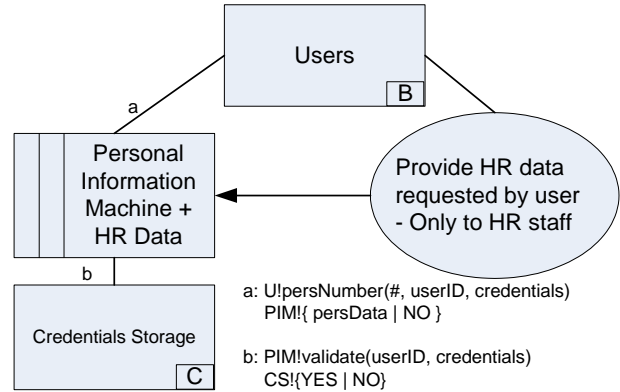 Users
B
a
Personal
Information
Machine +
HR Data
Provide HR data
requested by user
- Only to HR staff
b
Credentials Storage
C
a: U!persNumber(#, userID, credentials)
PIM!{ persData | NO }
b: PIM!validate(userID, credentials)
CS!{YES | NO}